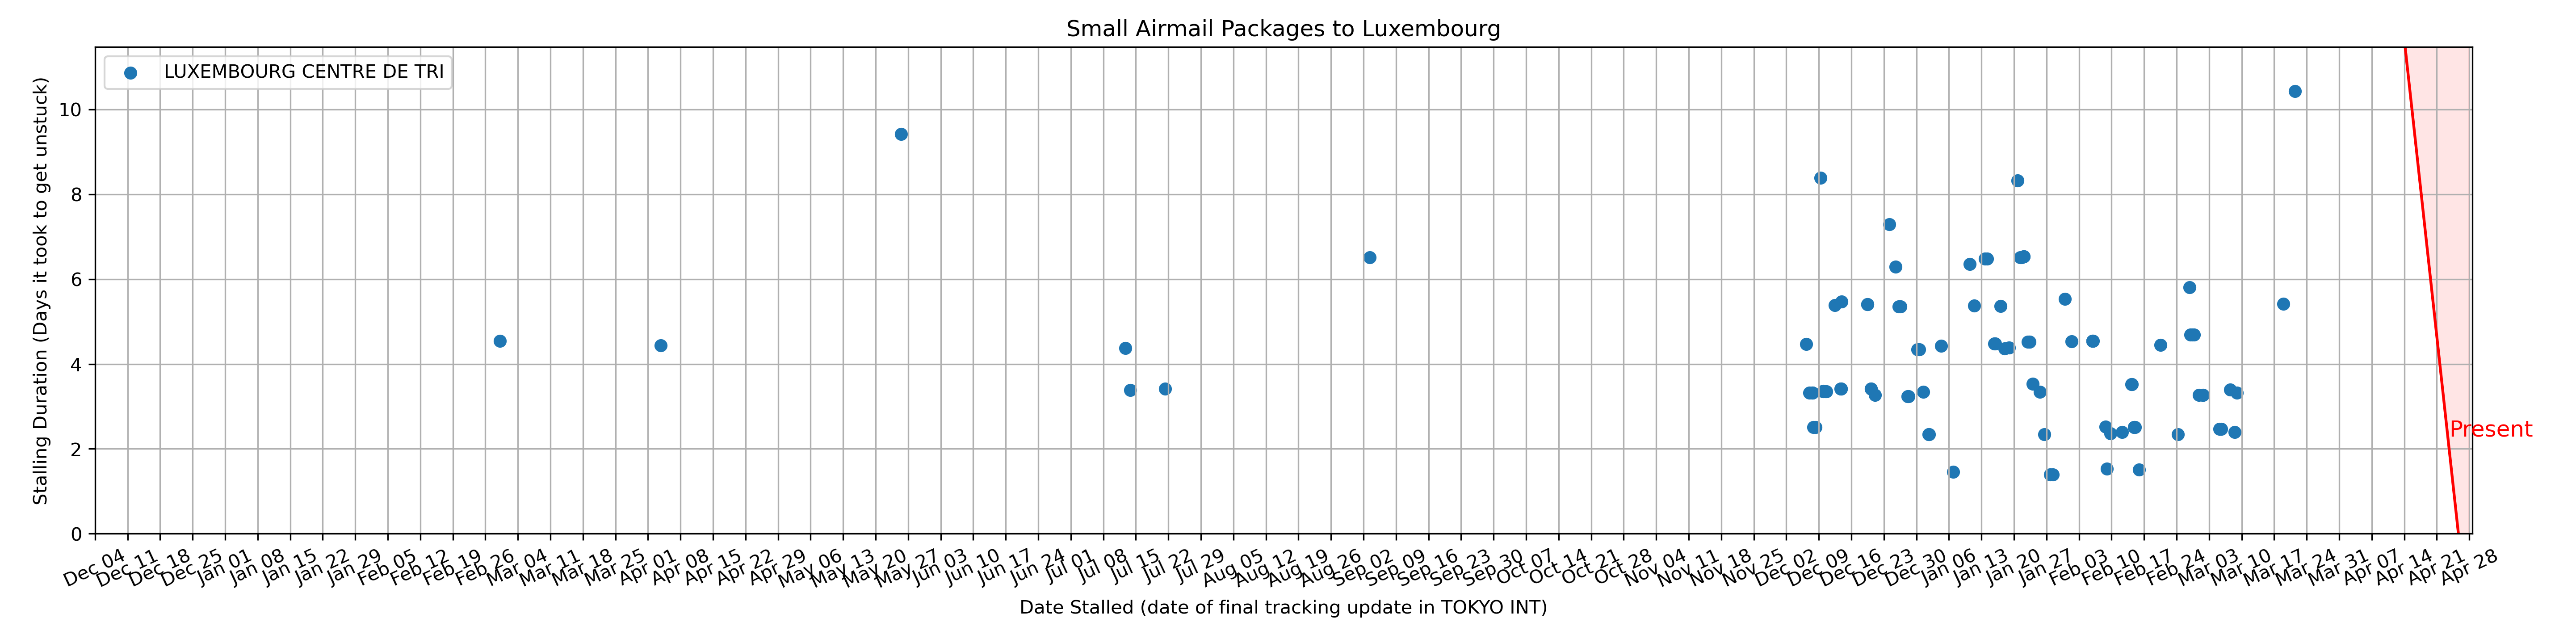 Small Airmail Packages to Luxembourg
LUXEMBOURG CENTRE DE TRI
Stalling Duration (Days it took to get unstuck)
10
8
6
4
2
0
Present
Dec 04 Dec 11 Dec 18 Dec 25 Jan 01 Jan 08 Jan 15 Jan 22 Jan 29 Feb 05 Feb 12 Feb 19 Feb 26 Mar 04 Mar 11 Mar 18 Mar 25 Apr 01 Apr 08 Apr 15 Apr 22 Apr 29 May 06 May 13 May 20 May 27 Jun 03 Jun 10 Jun 17 Jun 24 Jul 01 Jul 08 Jul 15 Jul 22 Jul 29 Aug 05 Aug 12 Aug 19 Aug 26 Sep 02 Sep 09 Sep 16 Sep 23 Sep 30 Oct 07 Oct 14 Oct 21 Oct 28 Nov 04 Nov 11 Nov 18 Nov 25 Dec 02 Dec 09 Dec 16 Dec 23 Dec 30 Jan 06 Jan 13 Jan 20 Jan 27 Feb 03 Feb 10 Feb 17 Feb 24 Mar 03 Mar 10 Mar 17 Mar 24 Mar 31 Apr 07 Apr 14 Apr 21 Apr 28
Date Stalled (date of final tracking update in TOKYO INT)